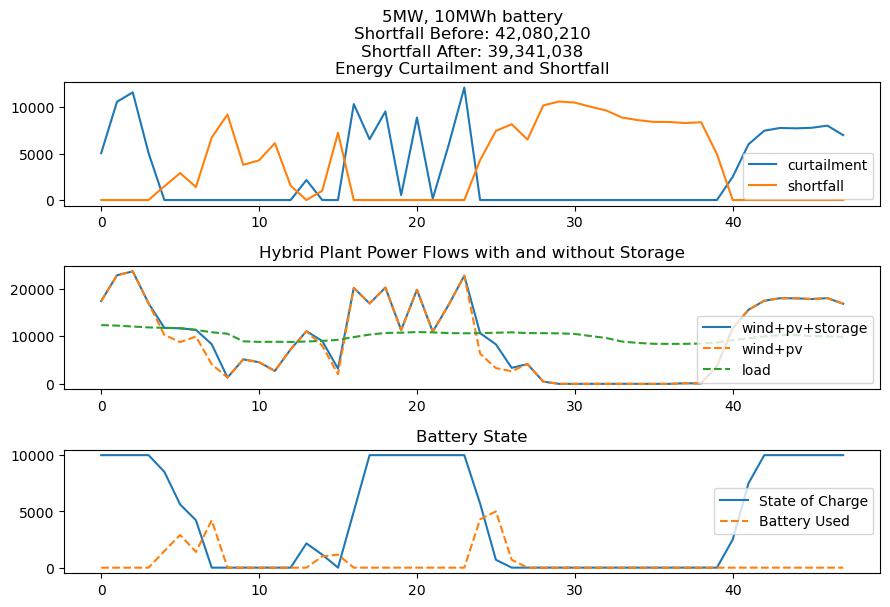 5MW, 10MWh battery
Shortfall Before: 42,080,210
Shortfall After: 39,341,038
Energy Curtailment and Shortfall
10000
5000
0
curtailment
shortfall
0 10 20 30 40
Hybrid Plant Power Flows with and without Storage
20000
10000
0
wind+pv+storage
wind+pv
load
0 10 20 30 40
Battery State
10000
5000
0
State of Charge
Battery Used
0 10 20 30 40